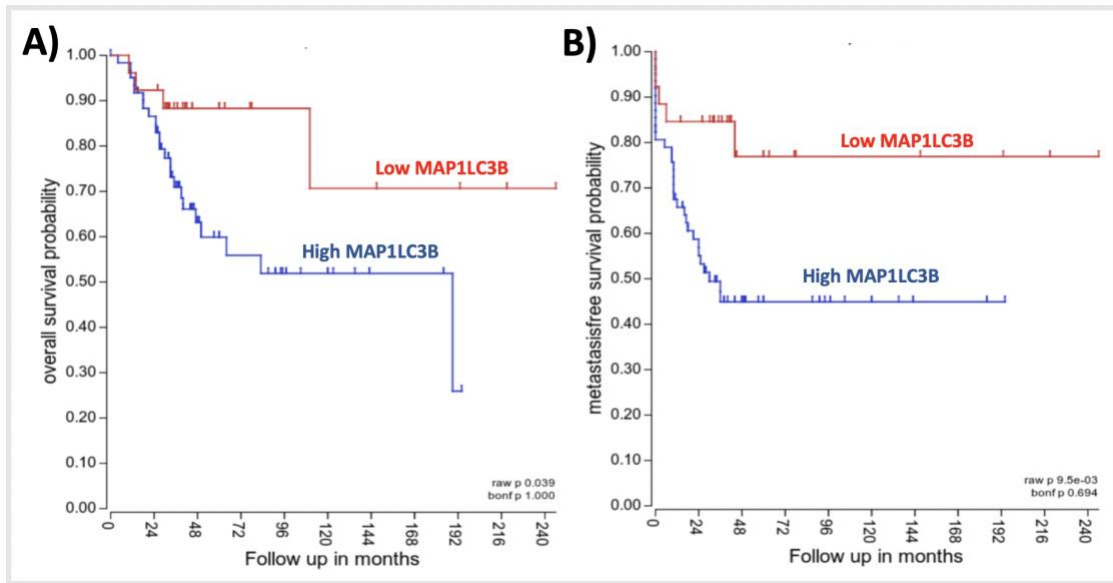 A)
1.00
0.90
0.80
0.70
0.60
0.50
0.40
0.30
0.20
0.10
0.00
overall survival probability
Low MAP1LC3B
High MAP1LC3B
raw p 0.039
bonf p 1.000
0 24 48 72 96 120 144 168 192 216 240
Follow up in months
B)
1.00
0.90
0.80
0.70
0.60
0.50
0.40
0.30
0.20
0.10
0.00
metastasisfree survival probability
Low MAP1LC3B
High MAP1LC3B
raw p 9.5e-03
bonf p 0.694
0 24 48 72 96 120 144 168 192 216 240
Follow up in months